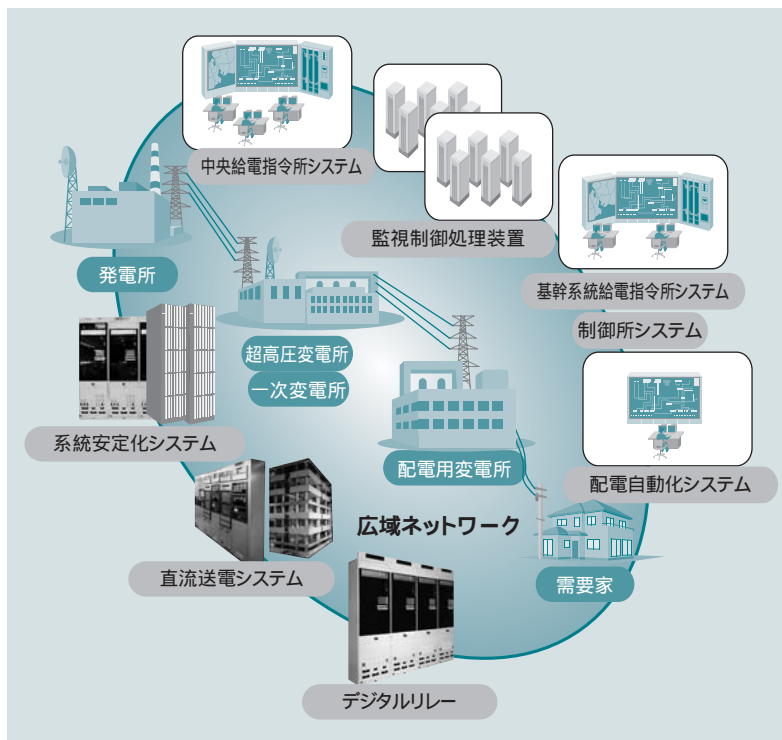 中央給電指令所システム
監視制御処理装置
発電所
基幹系統給電指令所システム
制御所システム
超高圧変電所
一次変電所
系統安定化システム
配電用変電所
配電自動化システム
広域ネットワーク
直流送電システム
需要家
デジタルリレー